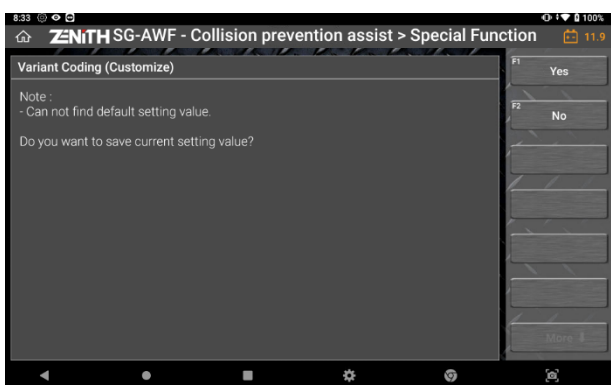 8:33
100%
ZENITH SG-AWF - Collision prevention assist > Special Function
11.9
Variant Coding (Customize)
Note :
- Can not find default setting value.
Do you want to save current setting value?
F1
Yes
F2
No
More